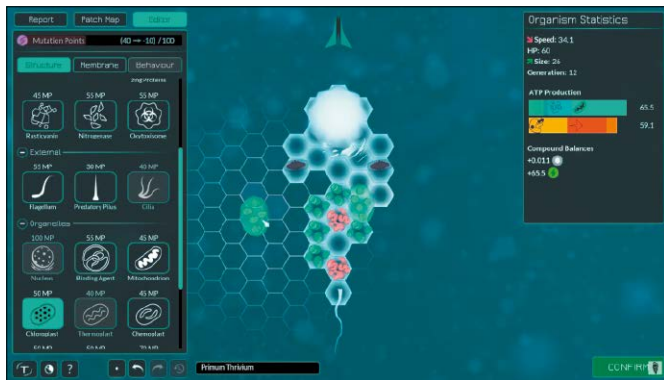 Report
Patch Map
Editor
Mutation Points
(40 → -10) / 100
Structure
Membrane
Behaviour
45 MP
55 MP
55 MP
Rusticyanin
Nitrogenase
External
55 MP
30 MP
40 MP
Flagellum
Predatory Pilus
Cilia
Organelles
100 MP
55 MP
45 MP
Nucleus
Binding Agent
Mitochondrion
50 MP
40 MP
45 MP
Chloroplast
Thermoplast
Chemoplast
?
Primum Thrivium
Organism Statistics
Speed: 34.1
HP: 60
Size: 26
Generation: 12
ATP Production
65.5
59.1
Compound Balances
+0.011
+65.5
CONFIRM